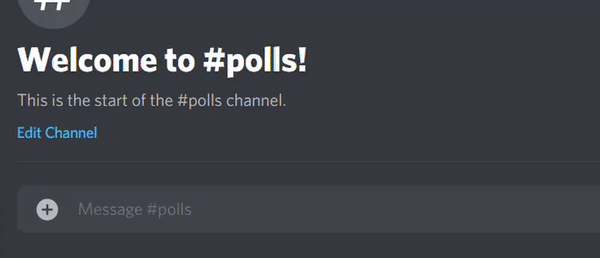 #
Welcome to #polls!
This is the start of the #polls channel.
Edit Channel
Message #polls